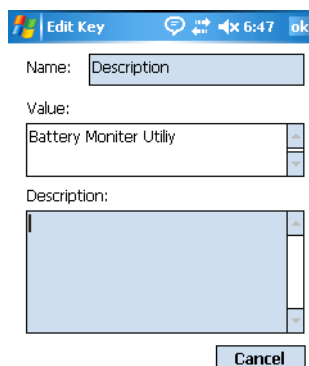 Edit Key 6:47 ok
Name: Description
Value:
Battery Moniter Utiliy
Description:
Cancel